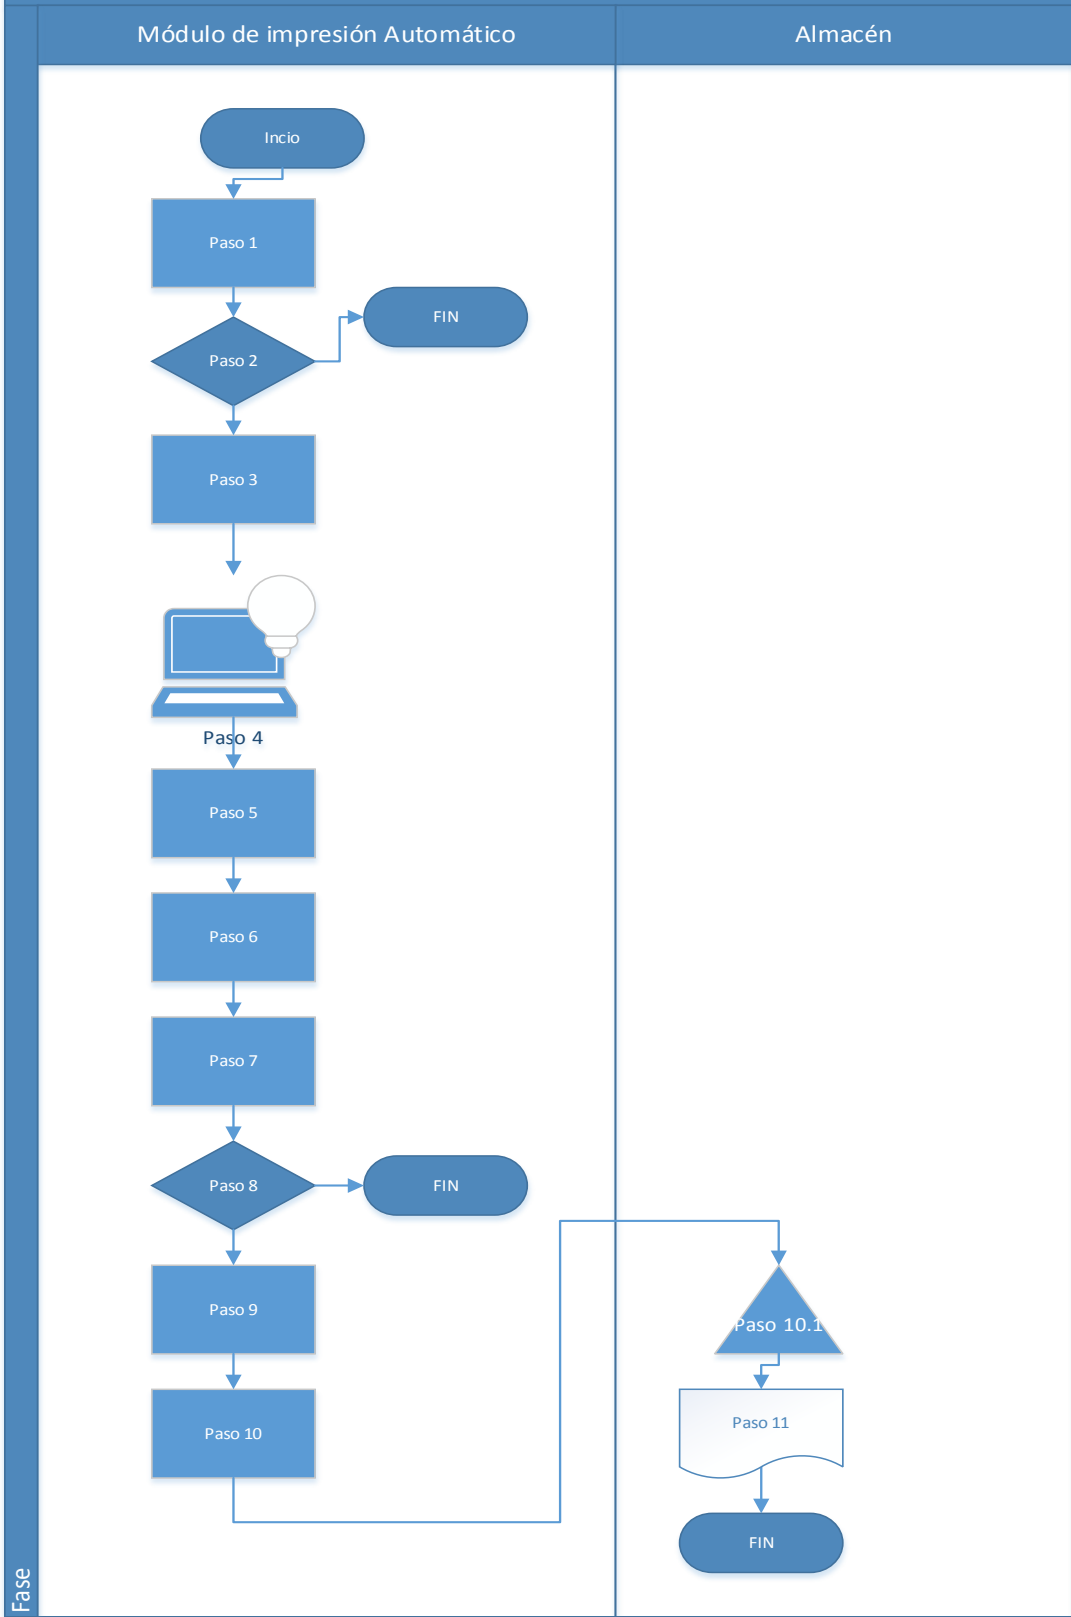 Módulo de impresión Automático
Almacén
Incio
Paso 1
FIN
Paso 2
Paso 3
Paso 4
Paso 5
Paso 6
Paso 7
Paso 8
FIN
Paso 9
Paso 10
Paso 10.1
Paso 11
FIN
Fase